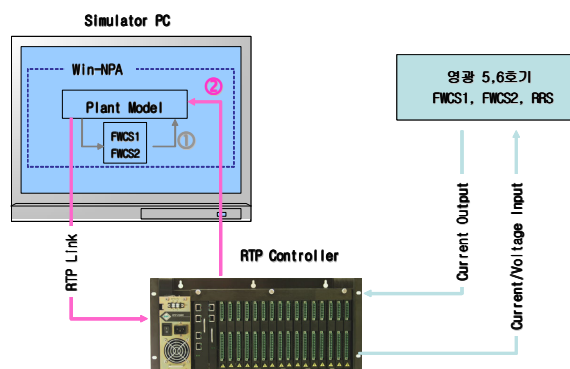 Simulator PC
Win-NPA
②
영광 5,6호기
Plant Model
FWCS1, FWCS2, RRS
FWCS1
FWCS2
①
RTP Link
RTP Controller
Current Output
Current/Voltage Input